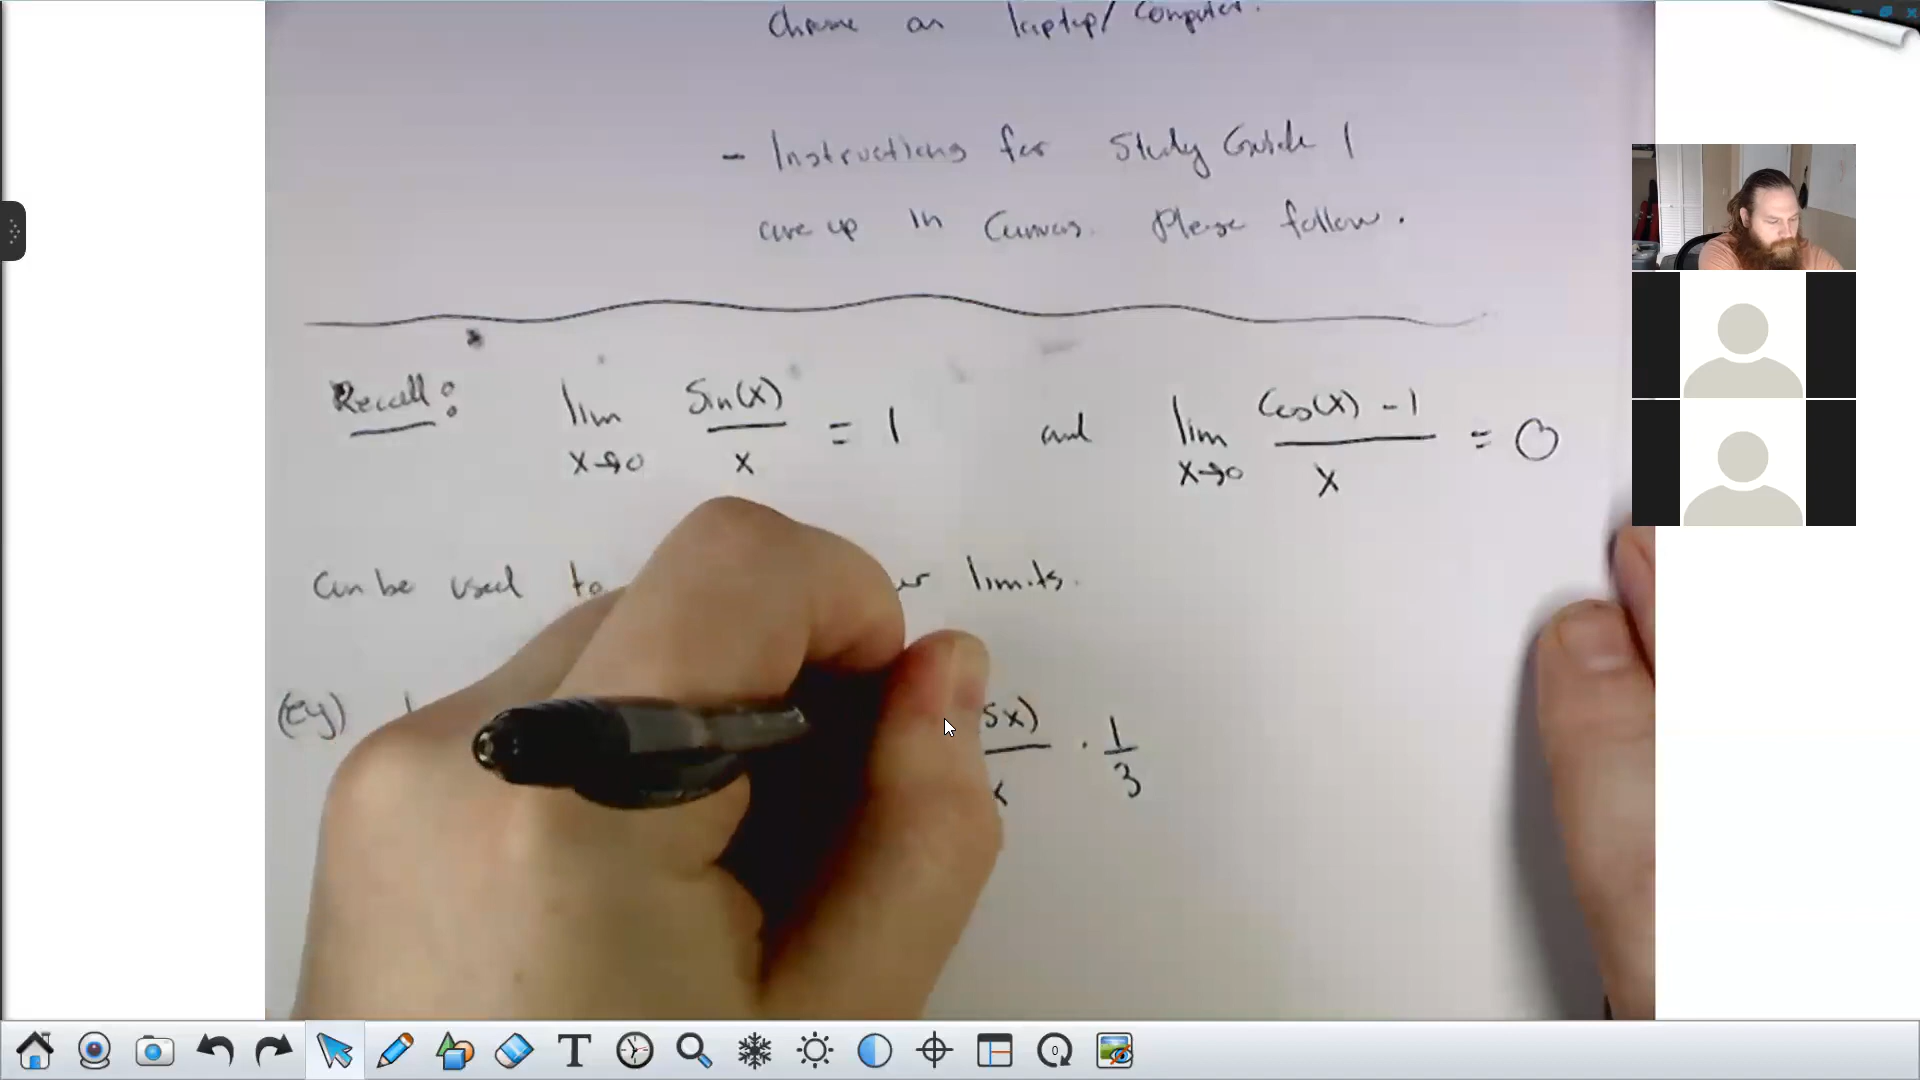 Chrome on laptop/computer.
- Instructions for Study Guide 1
are up in Canvas. Please follow.
Recall: lim x→0 sin(x)/x = 1 and lim x→0 cos(x) - 1/x = 0
can be used to limits.
(eg) 5x) · 1/3
T
0